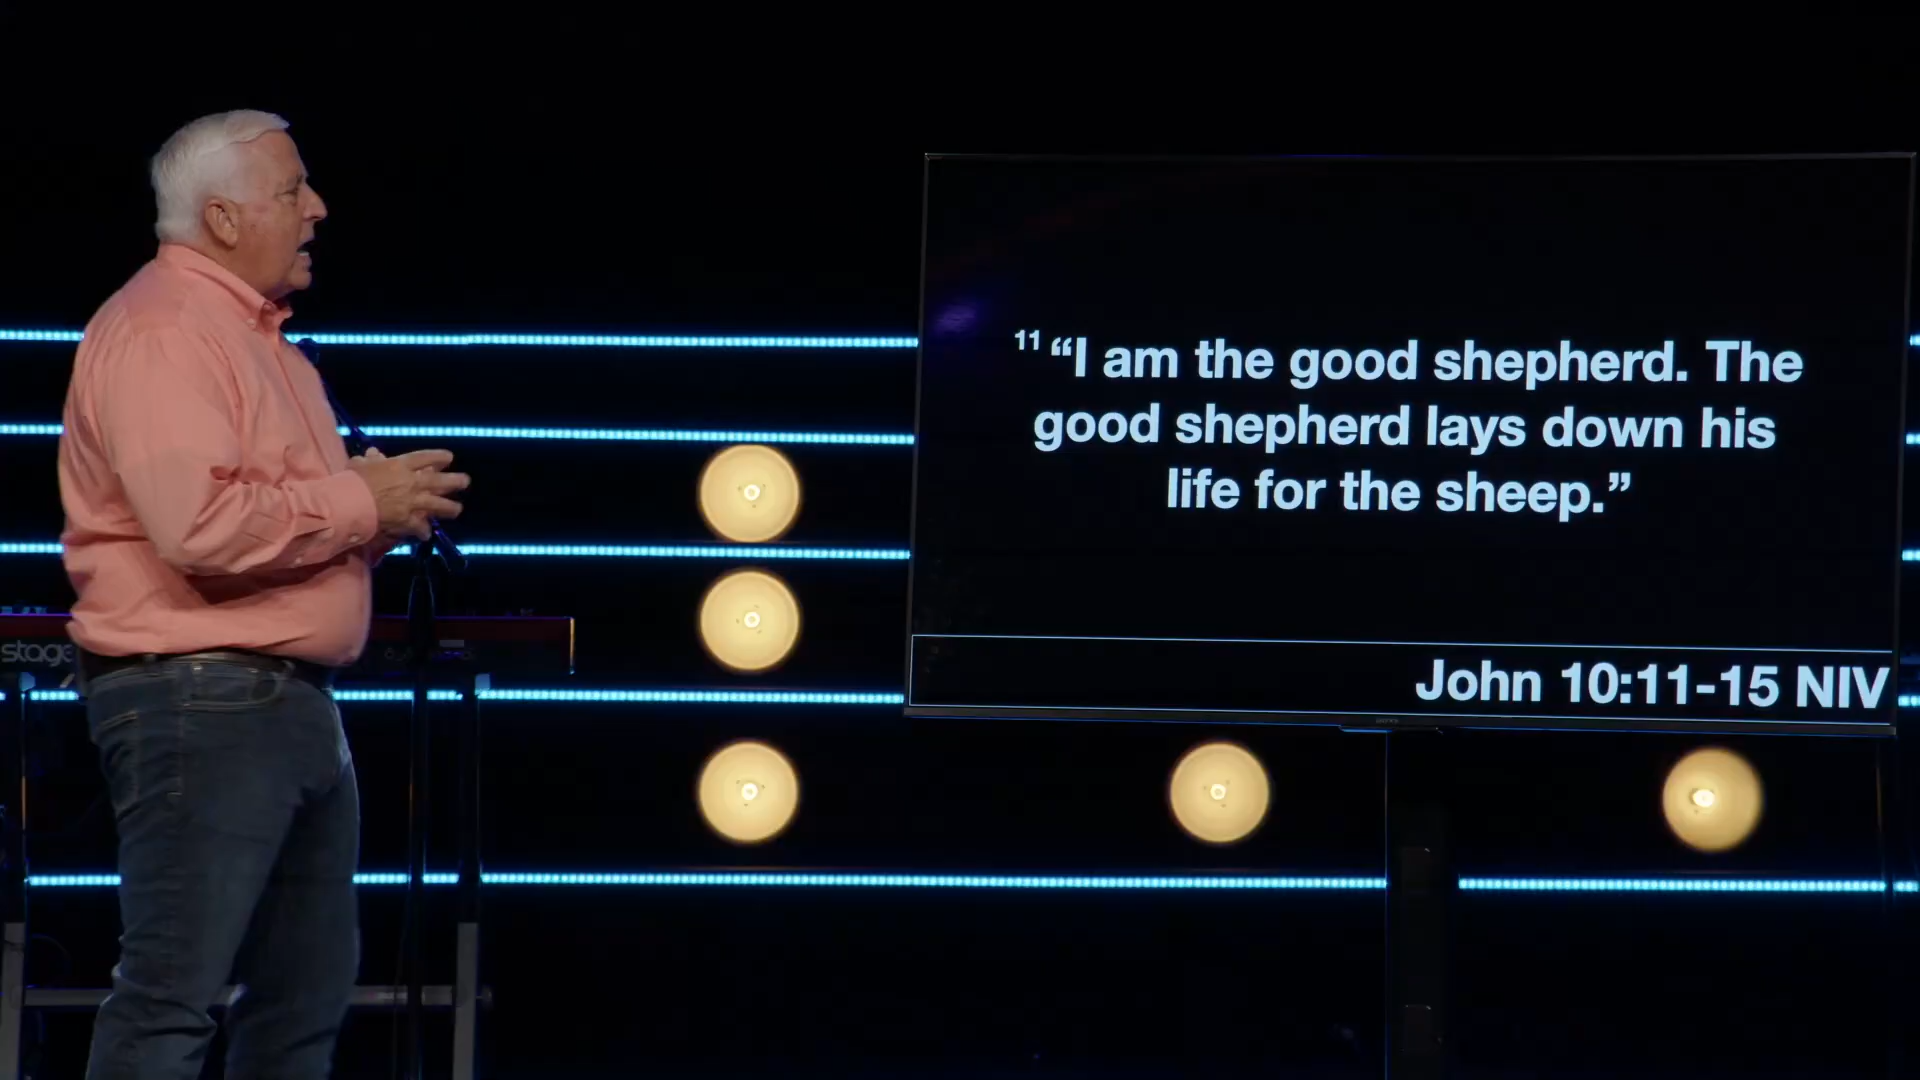 ¹¹ “I am the good shepherd. The
good shepherd lays down his
life for the sheep.”
John 10:11-15 NIV
stage